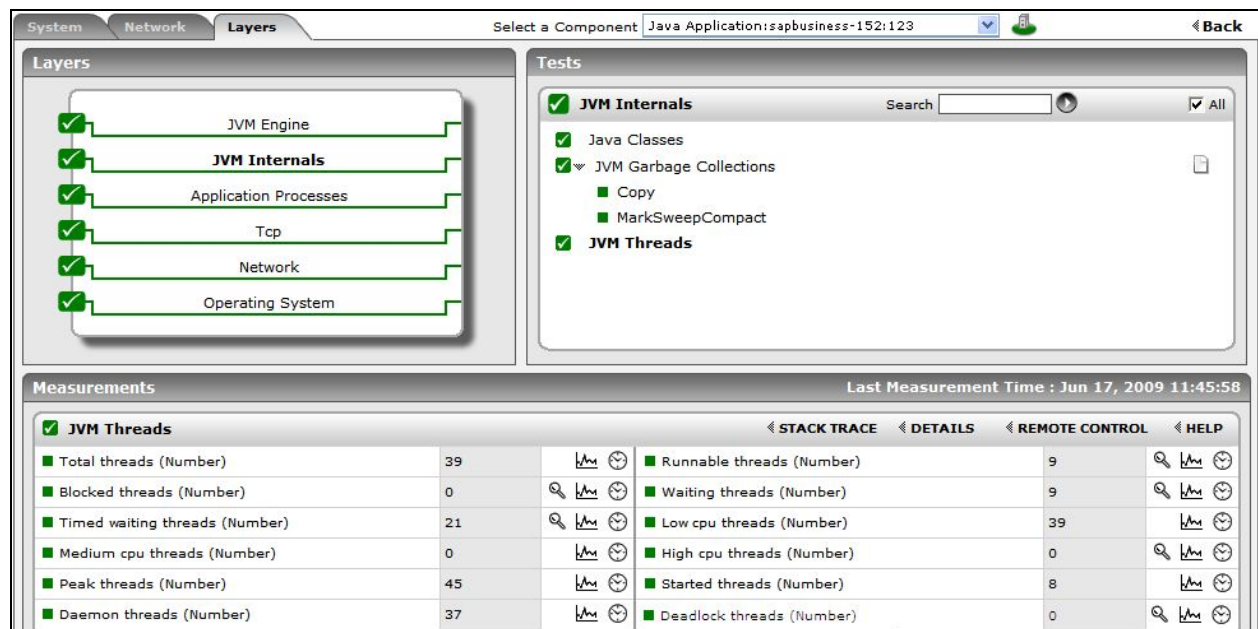 System Network Layers Select a Component Java Application:sapbusiness-152:123 Back
Layers
JVM Engine
JVM Internals
Application Processes
Tcp
Network
Operating System
Tests
JVM Internals Search All
Java Classes
JVM Garbage Collections
Copy
MarkSweepCompact
JVM Threads
Measurements Last Measurement Time : Jun 17, 2009 11:45:58
JVM Threads STACK TRACE DETAILS REMOTE CONTROL HELP
Total threads (Number) 39 Runnable threads (Number) 9
Blocked threads (Number) 0 Waiting threads (Number) 9
Timed waiting threads (Number) 21 Low cpu threads (Number) 39
Medium cpu threads (Number) 0 High cpu threads (Number) 0
Peak threads (Number) 45 Started threads (Number) 8
Daemon threads (Number) 37 Deadlock threads (Number) 0